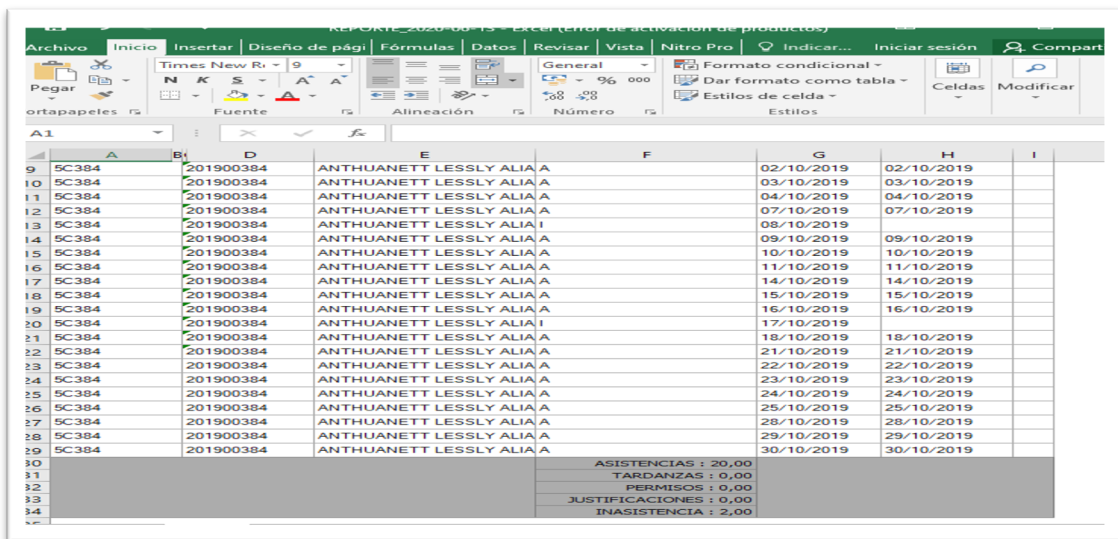 REPORTE_2020-06-15 - Excel (Error de activación de productos)
Archivo Inicio Insertar Diseño de pági Fórmulas Datos Revisar Vista Nitro Pro Indicar... Iniciar sesión Compart
Times New R 9 General Formato condicional
Pegar N K S A A % 000 Dar formato como tabla Celdas Modificar
Estilos de celda
ortapapeles Fuente Alineación Número Estilos
A1 fx
A B D E F G H I
9 5C384 201900384 ANTHUANETT LESSLY ALIA A 02/10/2019 02/10/2019
10 5C384 201900384 ANTHUANETT LESSLY ALIA A 03/10/2019 03/10/2019
11 5C384 201900384 ANTHUANETT LESSLY ALIA A 04/10/2019 04/10/2019
12 5C384 201900384 ANTHUANETT LESSLY ALIA A 07/10/2019 07/10/2019
13 5C384 201900384 ANTHUANETT LESSLY ALIA I 08/10/2019
14 5C384 201900384 ANTHUANETT LESSLY ALIA A 09/10/2019 09/10/2019
15 5C384 201900384 ANTHUANETT LESSLY ALIA A 10/10/2019 10/10/2019
16 5C384 201900384 ANTHUANETT LESSLY ALIA A 11/10/2019 11/10/2019
17 5C384 201900384 ANTHUANETT LESSLY ALIA A 14/10/2019 14/10/2019
18 5C384 201900384 ANTHUANETT LESSLY ALIA A 15/10/2019 15/10/2019
19 5C384 201900384 ANTHUANETT LESSLY ALIA A 16/10/2019 16/10/2019
20 5C384 201900384 ANTHUANETT LESSLY ALIA I 17/10/2019
21 5C384 201900384 ANTHUANETT LESSLY ALIA A 18/10/2019 18/10/2019
22 5C384 201900384 ANTHUANETT LESSLY ALIA A 21/10/2019 21/10/2019
23 5C384 201900384 ANTHUANETT LESSLY ALIA A 22/10/2019 22/10/2019
24 5C384 201900384 ANTHUANETT LESSLY ALIA A 23/10/2019 23/10/2019
25 5C384 201900384 ANTHUANETT LESSLY ALIA A 24/10/2019 24/10/2019
26 5C384 201900384 ANTHUANETT LESSLY ALIA A 25/10/2019 25/10/2019
27 5C384 201900384 ANTHUANETT LESSLY ALIA A 28/10/2019 28/10/2019
28 5C384 201900384 ANTHUANETT LESSLY ALIA A 29/10/2019 29/10/2019
29 5C384 201900384 ANTHUANETT LESSLY ALIA A 30/10/2019 30/10/2019
30 ASISTENCIAS : 20,00
31 TARDANZAS : 0,00
32 PERMISOS : 0,00
33 JUSTIFICACIONES : 0,00
34 INASISTENCIA : 2,00